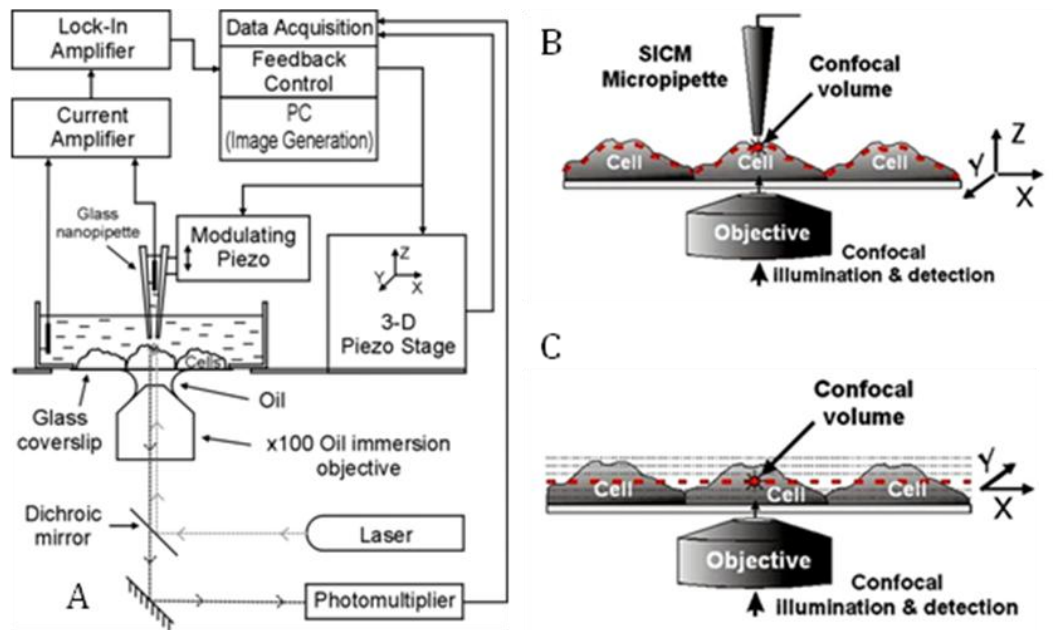 Lock-In
Amplifier
Current
Amplifier
Data Acquisition
Feedback
Control
PC
(Image Generation)
Glass
nanopipette
Modulating
Piezo
Z
Y
X
3-D
Piezo Stage
Cells
Glass
coverslip
Oil
x100 Oil immersion
objective
Dichroic
mirror
Laser
Photomultiplier
A
B
SICM
Micropipette
Confocal
volume
Cell
Cell
Cell
Z
Y
X
Objective
Confocal
illumination & detection
C
Confocal
volume
Cell
Cell
Cell
Y
X
Objective
Confocal
illumination & detection